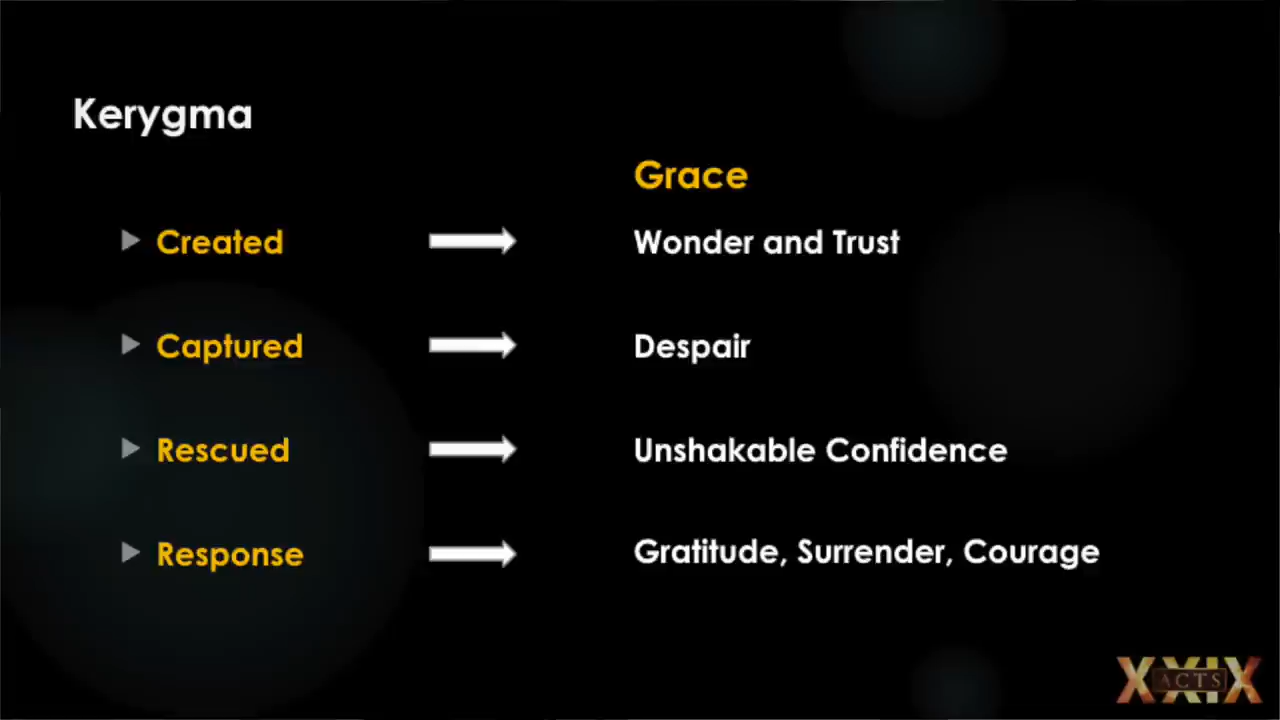 Kerygma
Grace
Created Wonder and Trust
Captured Despair
Rescued Unshakable Confidence
Response Gratitude, Surrender, Courage
XXIX
ACTS